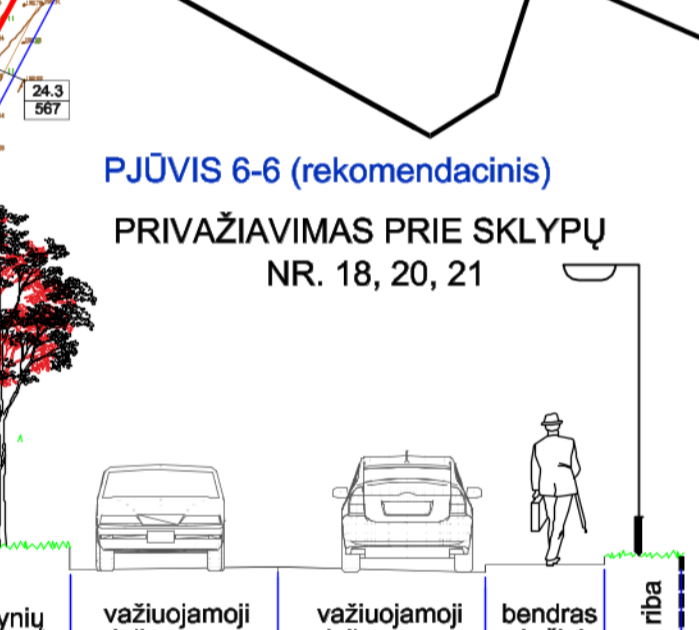 24.3
567
PJŪVIS 6-6 (rekomendacinis)
PRIVAŽIAVIMAS PRIE SKLYPŲ
NR. 18, 20, 21
važiuojamoji
važiuojamoji
bendras
riba